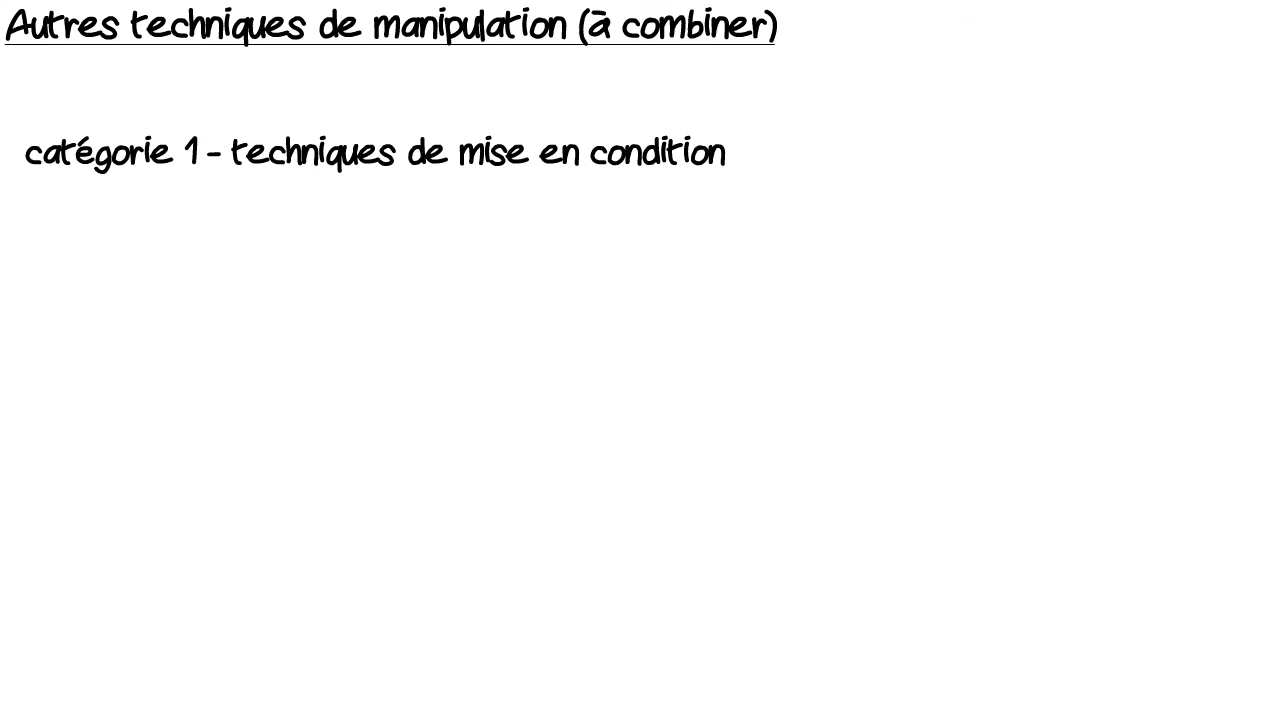 Autres techniques de manipulation (à combiner)
catégorie 1 - techniques de mise en condition